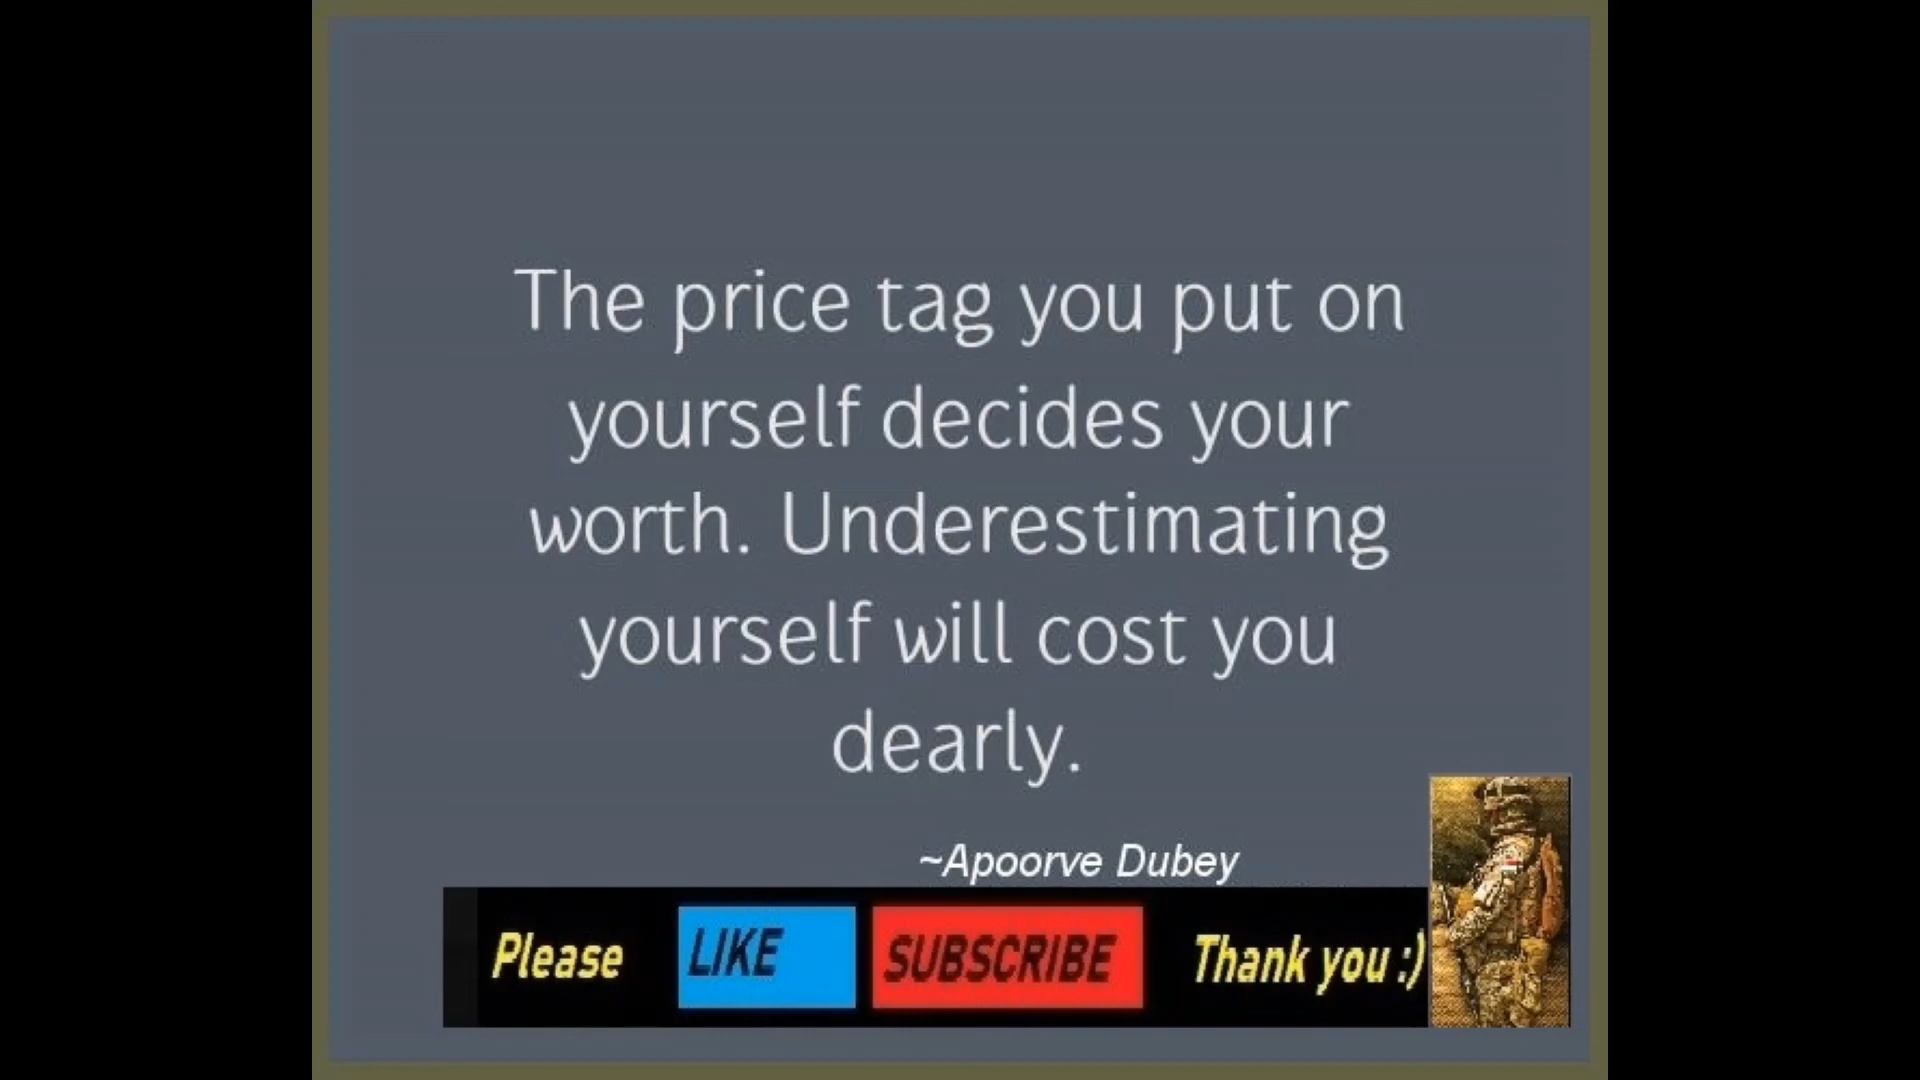 The price tag you put on
yourself decides your
worth. Underestimating
yourself will cost you
dearly.
~Apoorve Dubey
Please LIKE SUBSCRIBE Thank you :)